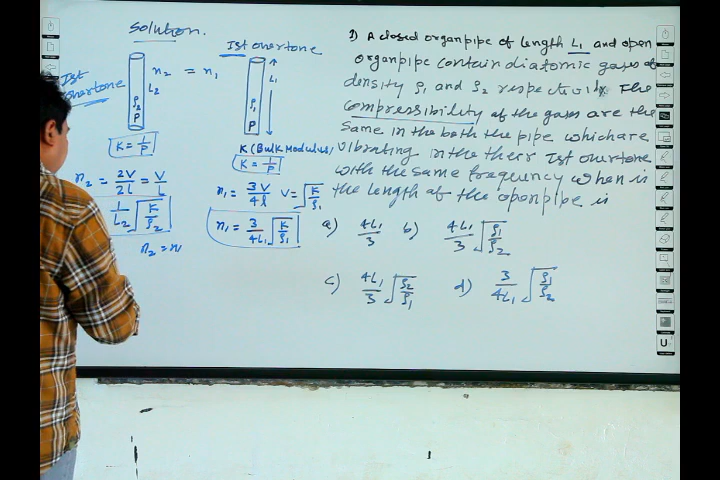 Solution.
Ist overtone
n₂ = n₁
L₂
L₁
Ist
overtone
ρ₂
P
ρ₁
P
K = 1/P
K (Bulk Modulus)
K = 1/P
n₂ = 2V/2L = V/L
n₁ = 3V/4l V = √K/ρ₁
1/L₂ √K/ρ₂
n₁ = 3/4L₁ √K/ρ₁
n₂ = n
1) A closed organpipe of length L₁ and open
organpipe contain diatomic gases of
density ρ₁ and ρ₂ respectively. The
compressibility of the gases are the
same in the both the pipe which are
vibrating in the their Ist overtone
with the same frequency when is
the length of the openpipe is
a) 4L₁/3 b) 4L₁/3 √ρ₁/ρ₂
c) 4L₁/3 √ρ₂/ρ₁ d) 3/4L₁ √ρ₁/ρ₂
U